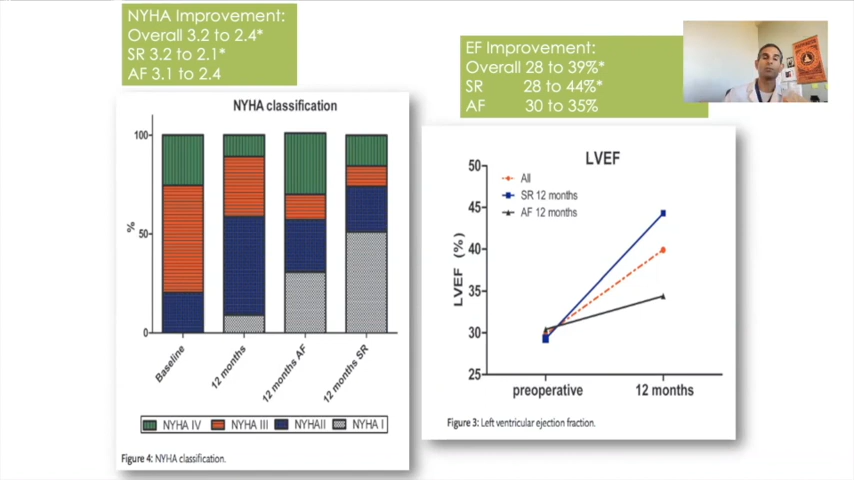 NYHA Improvement:
Overall 3.2 to 2.4*
SR 3.2 to 2.1*
AF 3.1 to 2.4
EF Improvement:
Overall 28 to 39%*
SR 28 to 44%*
AF 30 to 35%
NYHA classification
100
50
0
%
Baseline
12 months
12 months AF
12 months SR
NYHA IV
NYHA III
NYHAII
NYHA I
Figure 4: NYHA classification.
LVEF
All
SR 12 months
AF 12 months
50
45
40
35
30
25
LVEF (%)
preoperative
12 months
Figure 3: Left ventricular ejection fraction.